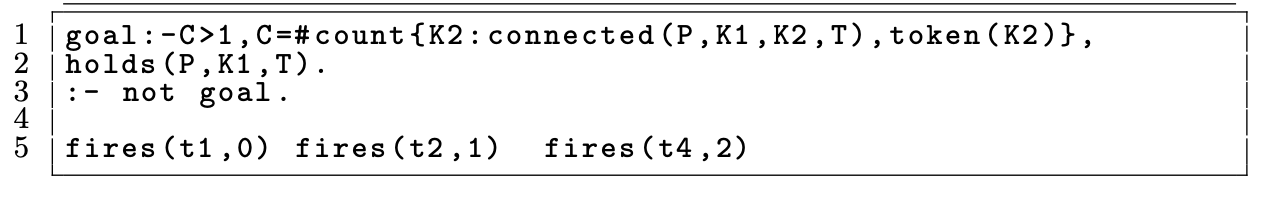 1 goal:-C>1,C=#count{K2:connected(P,K1,K2,T),token(K2)},
2 holds(P,K1,T).
3 :- not goal.
4
5 fires(t1,0) fires(t2,1)  fires(t4,2)